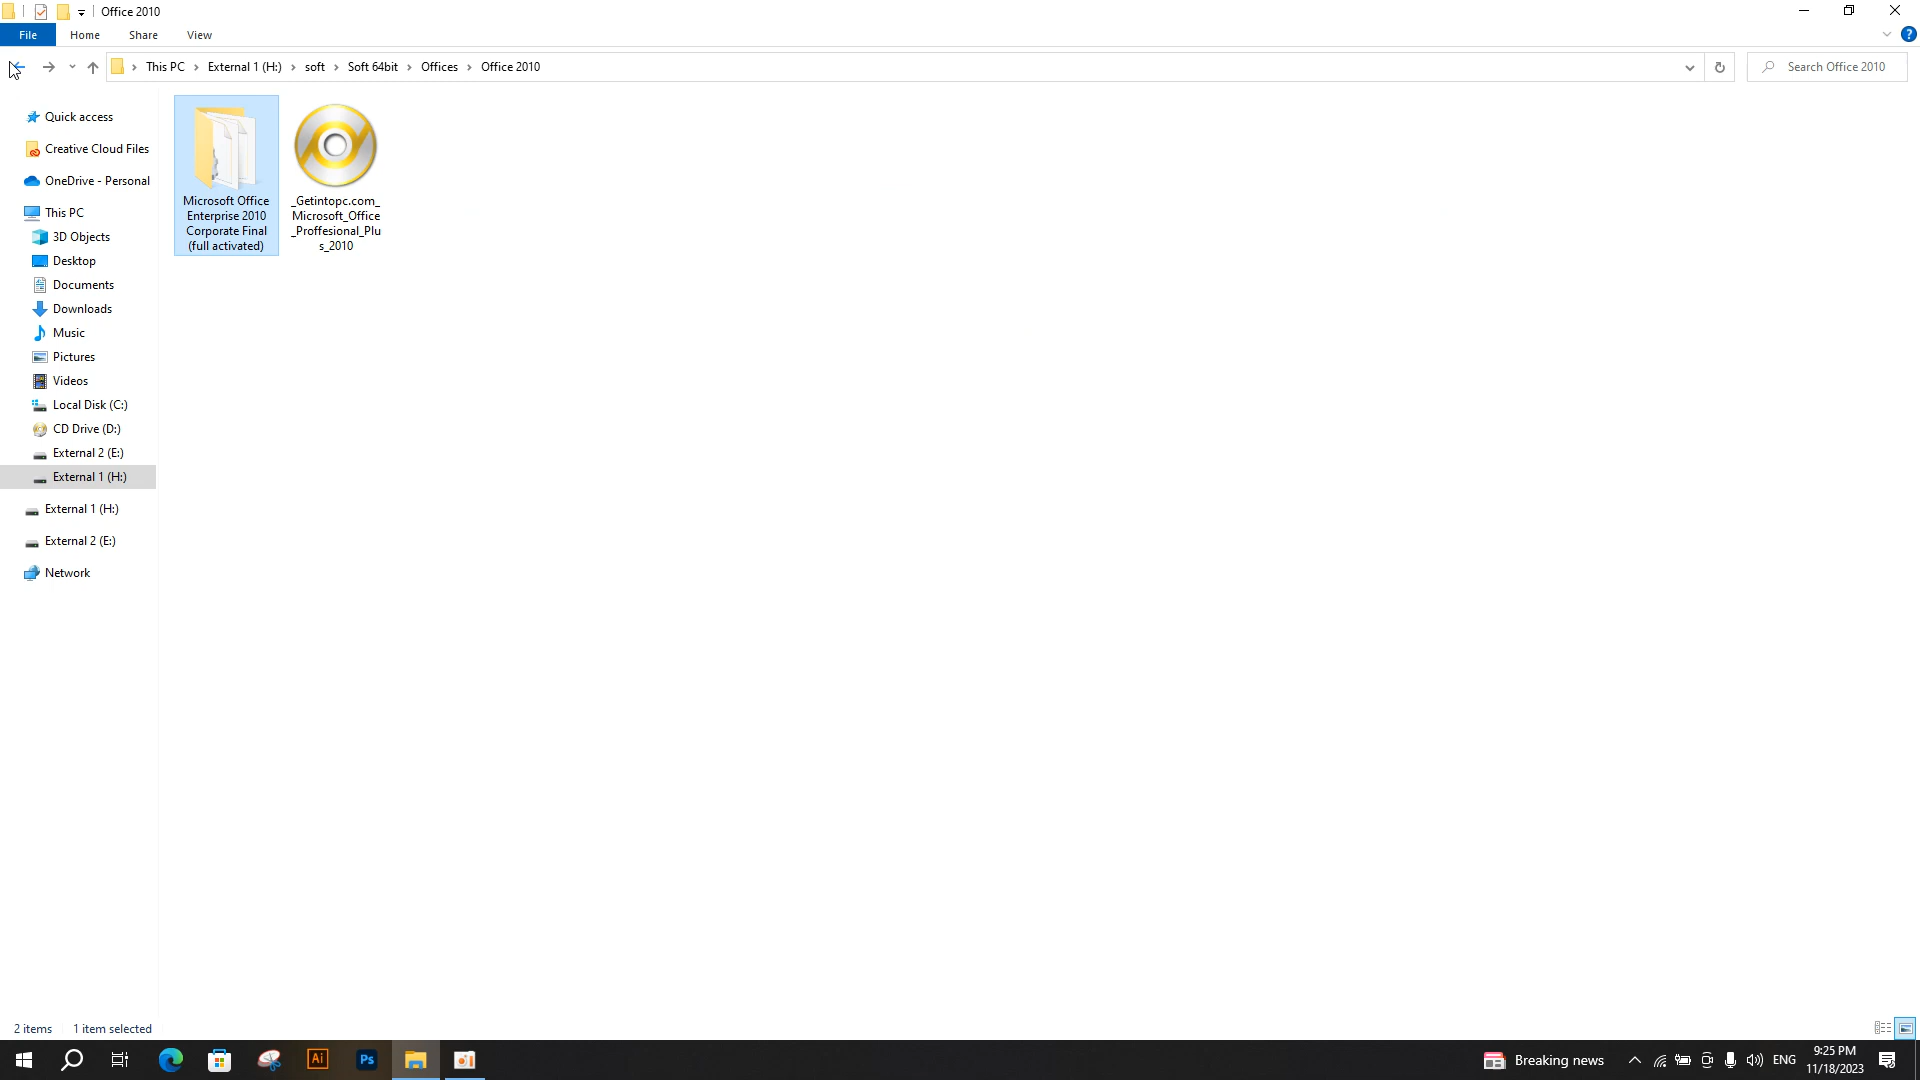 Office 2010
File
Home
Share
View
?
This PC
External 1 (H:)
soft
Soft 64bit
Offices
Office 2010
Search Office 2010
Quick access
Creative Cloud Files
OneDrive - Personal
This PC
3D Objects
Desktop
Documents
Downloads
Music
Pictures
Videos
Local Disk (C:)
CD Drive (D:)
External 2 (E:)
External 1 (H:)
External 1 (H:)
External 2 (E:)
Network
Microsoft Office
Enterprise 2010
Corporate Final
(full activated)
_Getintopc.com_
Microsoft_Office
_Proffesional_Plu
s_2010
2 items
1 item selected
Ai
Ps
Breaking news
ENG
9:25 PM
11/18/2023